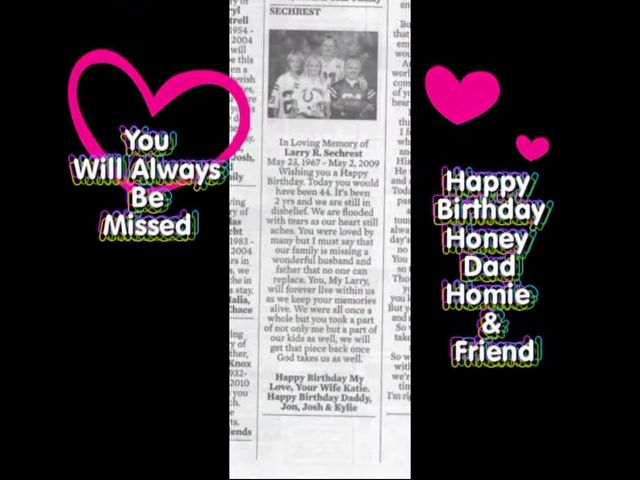 You
Will Always
Be
Missed
SECHREST
In Loving Memory of
Larry R. Sechrest
May 23, 1967 - May 2, 2009
Wishing you a Happy
Birthday. Today you would
have been 44. It's been
2 yrs and we are still in
disbelief. We are flooded
with tears as our heart still
aches. You were loved by
many but I must say that
our family is missing a
wonderful husband and
father that no one can
replace. You, My Larry,
will forever live within us
as we keep your memories
alive. We were all once a
whole but you took a part
of not only me but a part of
our kids as well, we will
get that piece back once
God takes us as well.
Happy Birthday My
Love, Your Wife Katie.
Happy Birthday Daddy,
Jon, Josh & Kylie
Happy
Birthday
Honey
Dad
Homie
&
Friend